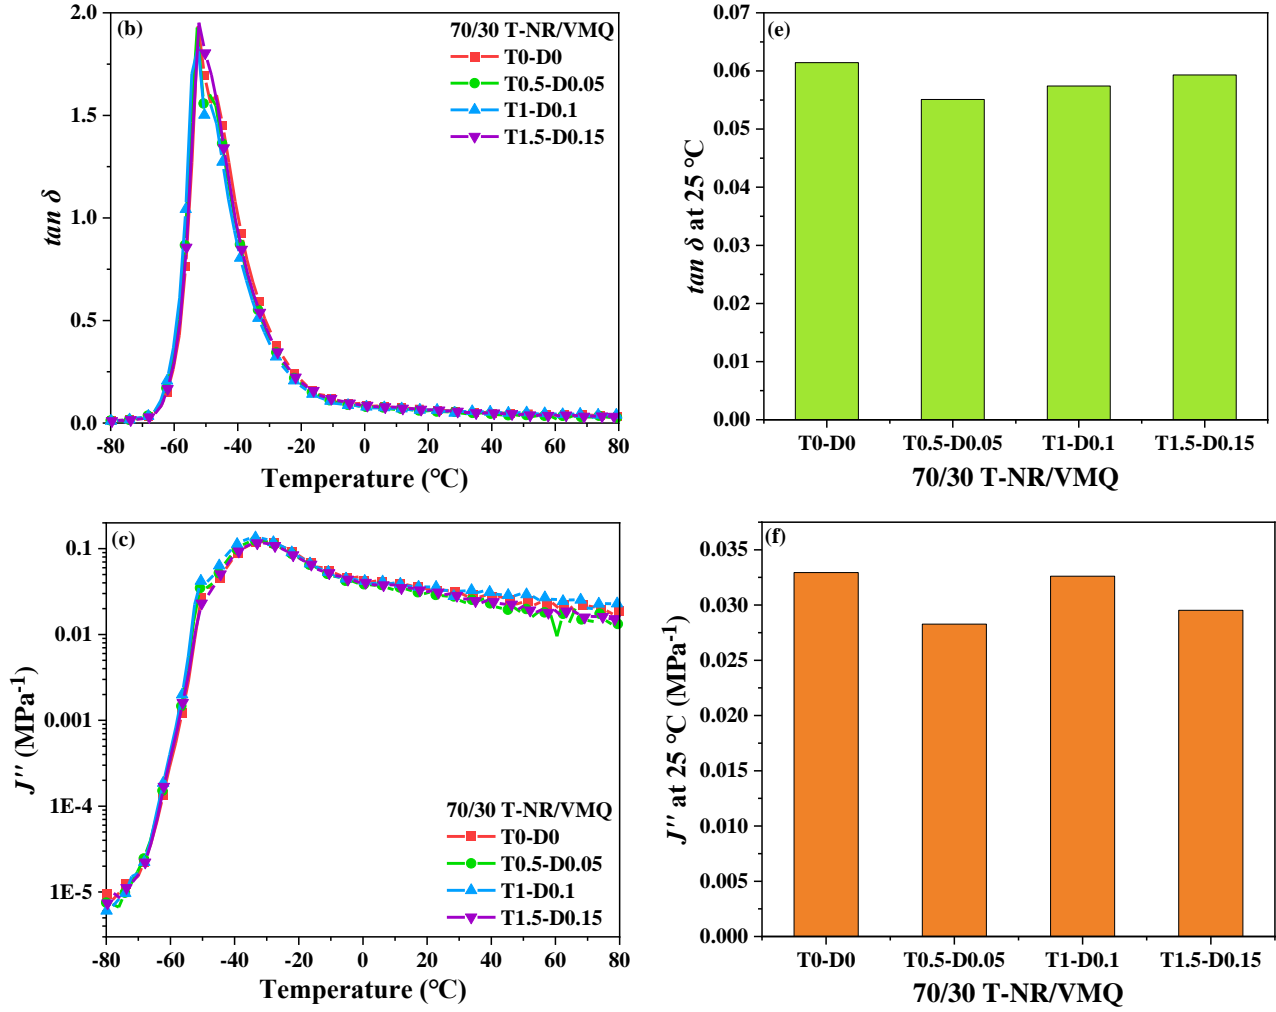 (b)
70/30 T-NR/VMQ
T0-D0
T0.5-D0.05
T1-D0.1
T1.5-D0.15
2.0
1.5
1.0
0.5
0.0
tan δ
-80 -60 -40 -20 0 20 40 60 80
Temperature (°C)
(e)
0.07
0.06
0.05
0.04
0.03
0.02
0.01
0.00
tan δ at 25 °C
T0-D0 T0.5-D0.05 T1-D0.1 T1.5-D0.15
70/30 T-NR/VMQ
(c)
0.1
0.01
0.001
1E-4
1E-5
J'' (MPa-1)
70/30 T-NR/VMQ
T0-D0
T0.5-D0.05
T1-D0.1
T1.5-D0.15
-80 -60 -40 -20 0 20 40 60 80
Temperature (°C)
(f)
0.035
0.030
0.025
0.020
0.015
0.010
0.005
0.000
J'' at 25 °C (MPa-1)
T0-D0 T0.5-D0.05 T1-D0.1 T1.5-D0.15
70/30 T-NR/VMQ